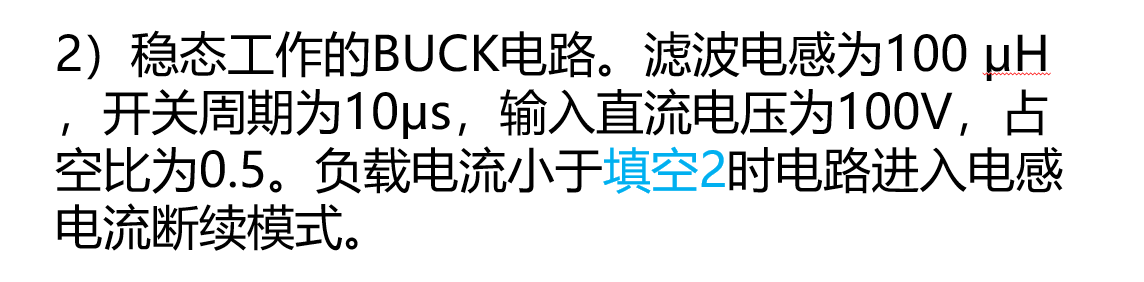 2）稳态工作的BUCK电路。滤波电感为100 μH
，开关周期为10μs，输入直流电压为100V，占
空比为0.5。负载电流小于填空2时电路进入电感
电流断续模式。